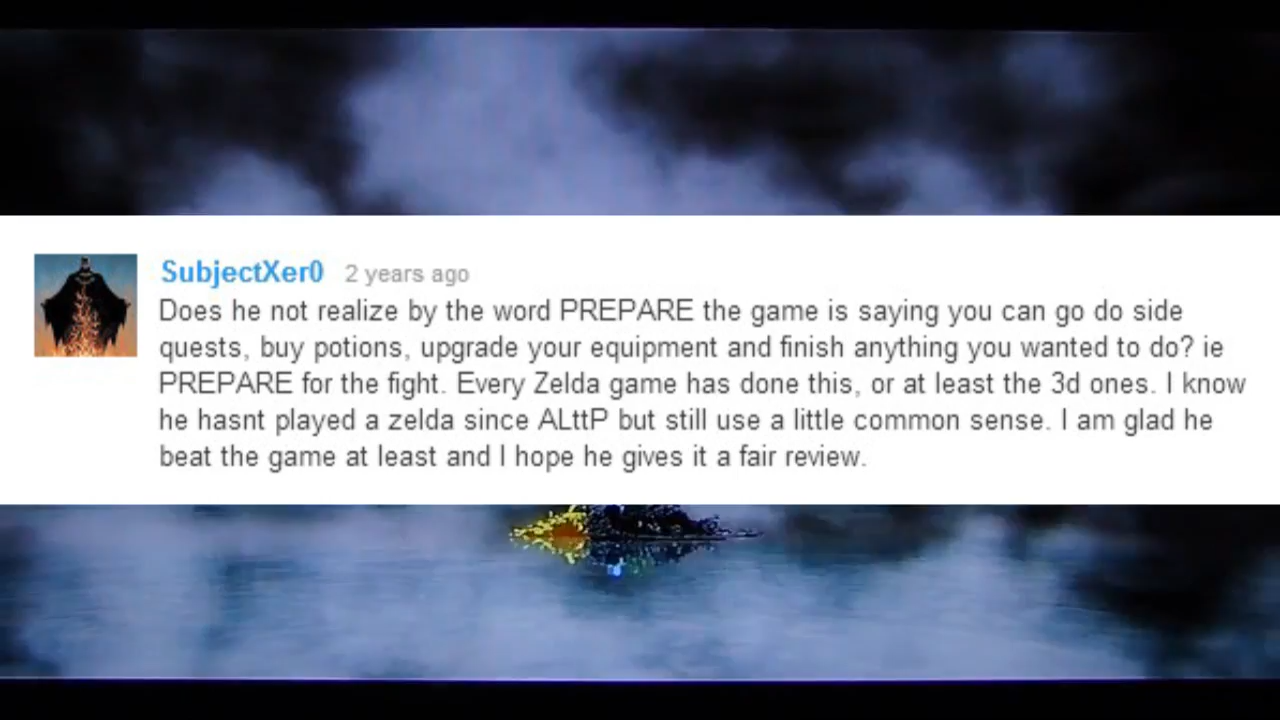 SubjectXer0 2 years ago
Does he not realize by the word PREPARE the game is saying you can go do side
quests, buy potions, upgrade your equipment and finish anything you wanted to do? ie
PREPARE for the fight. Every Zelda game has done this, or at least the 3d ones. I know
he hasnt played a zelda since ALttP but still use a little common sense. I am glad he
beat the game at least and I hope he gives it a fair review.